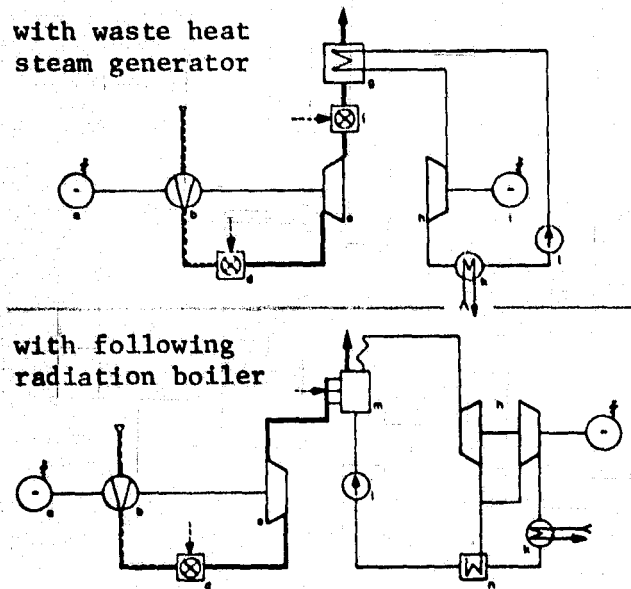 with waste heat
steam generator
g
f
a
b
e
h
i
l
d
k
with following
radiation boiler
m
h
a
b
e
l
k
n